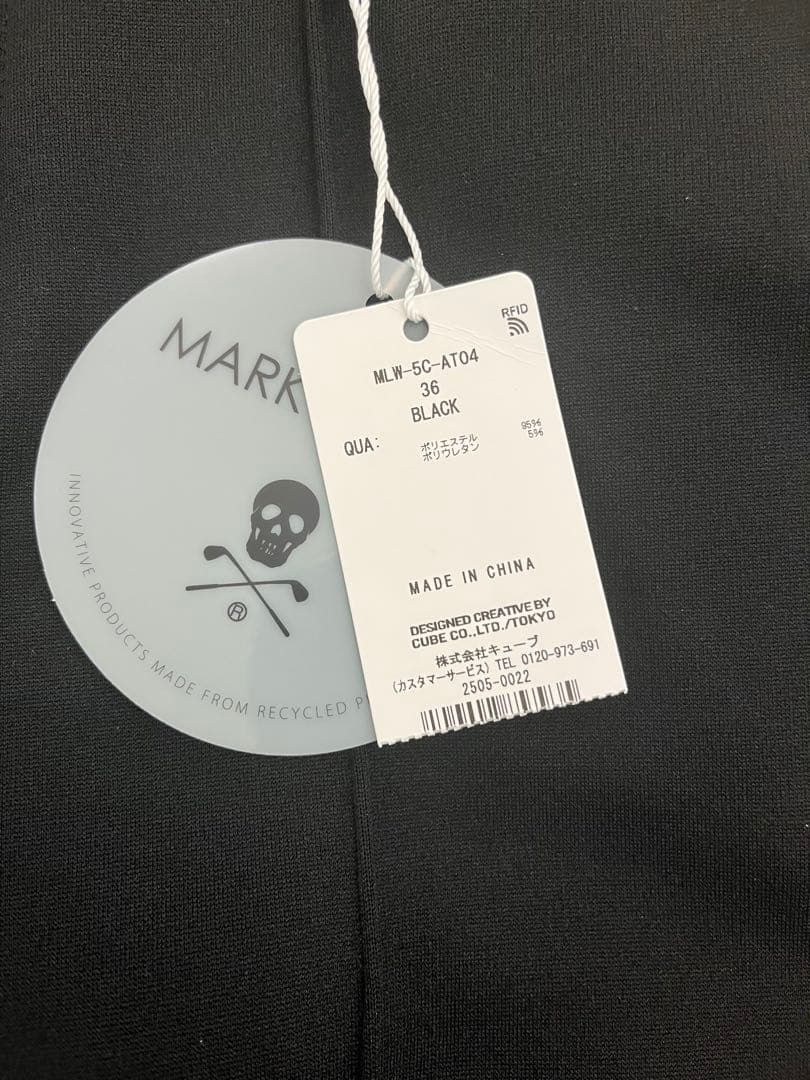 MARK
®
INNOVATIVE PRODUCTS MADE FROM RECYCLED P
RFID
MLW-5C-AT04
36
BLACK
QUA: ポリエステル 95%
ポリウレタン 5%
MADE IN CHINA
DESIGNED CREATIVE BY
CUBE CO.,LTD./TOKYO
株式会社キューブ
(カスタマーサービス) TEL 0120-973-691
2505-0022